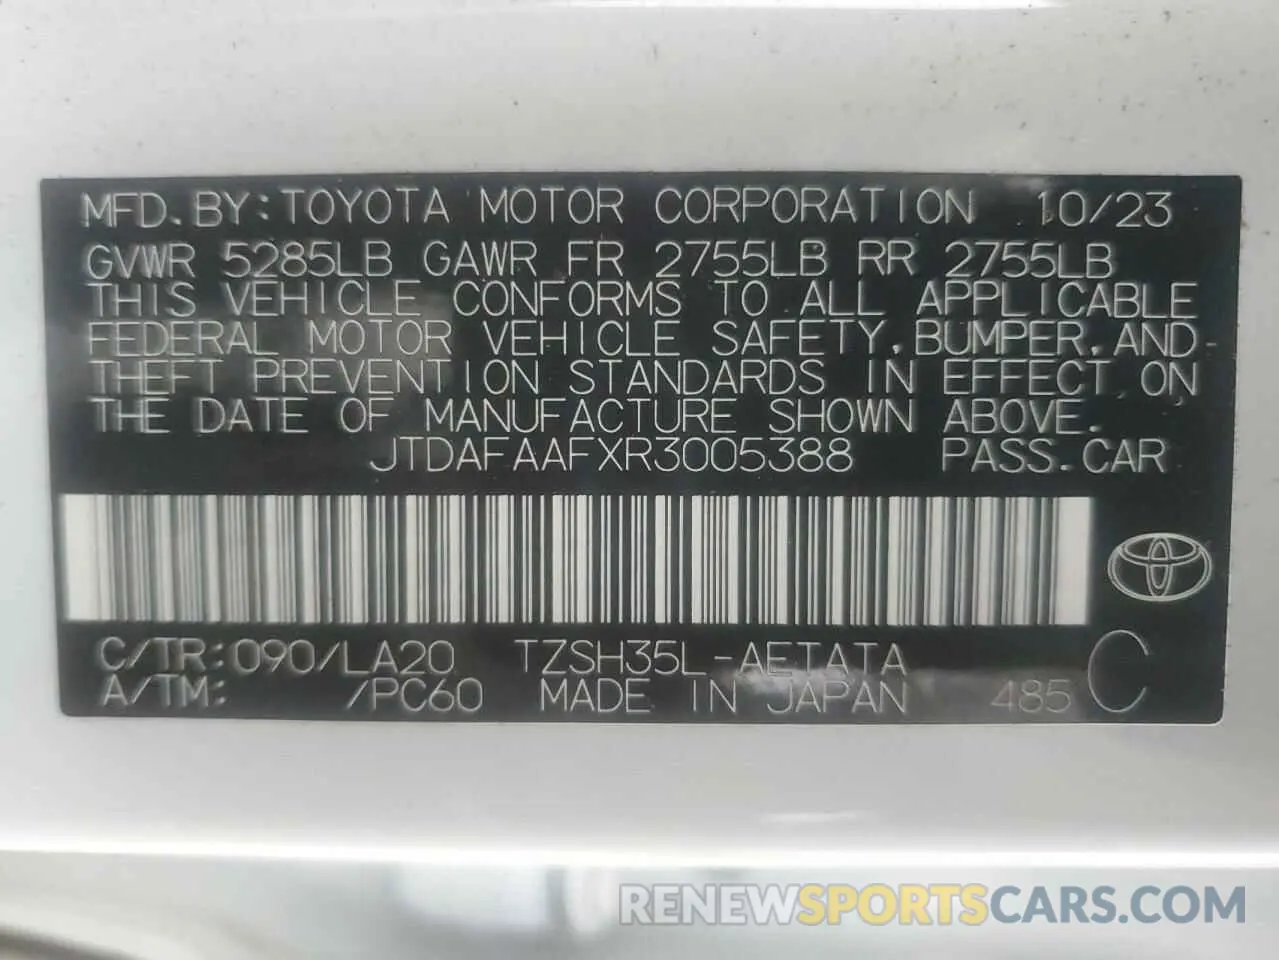 MFD. BY: TOYOTA MOTOR CORPORATION 10/23
GVWR 5285LB GAWR FR 2755LB RR 2755LB
THIS VEHICLE CONFORMS TO ALL APPLICABLE
FEDERAL MOTOR VEHICLE SAFETY, BUMPER, AND
THEFT PREVENTION STANDARDS IN EFFECT ON
THE DATE OF MANUFACTURE SHOWN ABOVE.
JTDAFAAFXR3005388 PASS. CAR
C/TR: 090/LA20 TZSH35L-AETATA C
A/TM: /PC60 MADE IN JAPAN 485
RENEWSPORTSCARS.COM